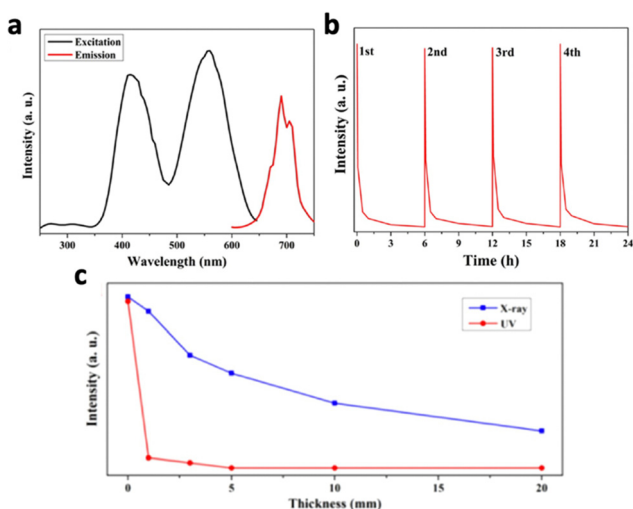 a
Excitation
Emission
Intensity (a. u.)
300 400 500 600 700
Wavelength (nm)
b
1st 2nd 3rd 4th
Intensity (a. u.)
0 3 6 9 12 15 18 21 24
Time (h)
c
X-ray
UV
Intensity (a. u.)
0 5 10 15 20
Thickness (mm)